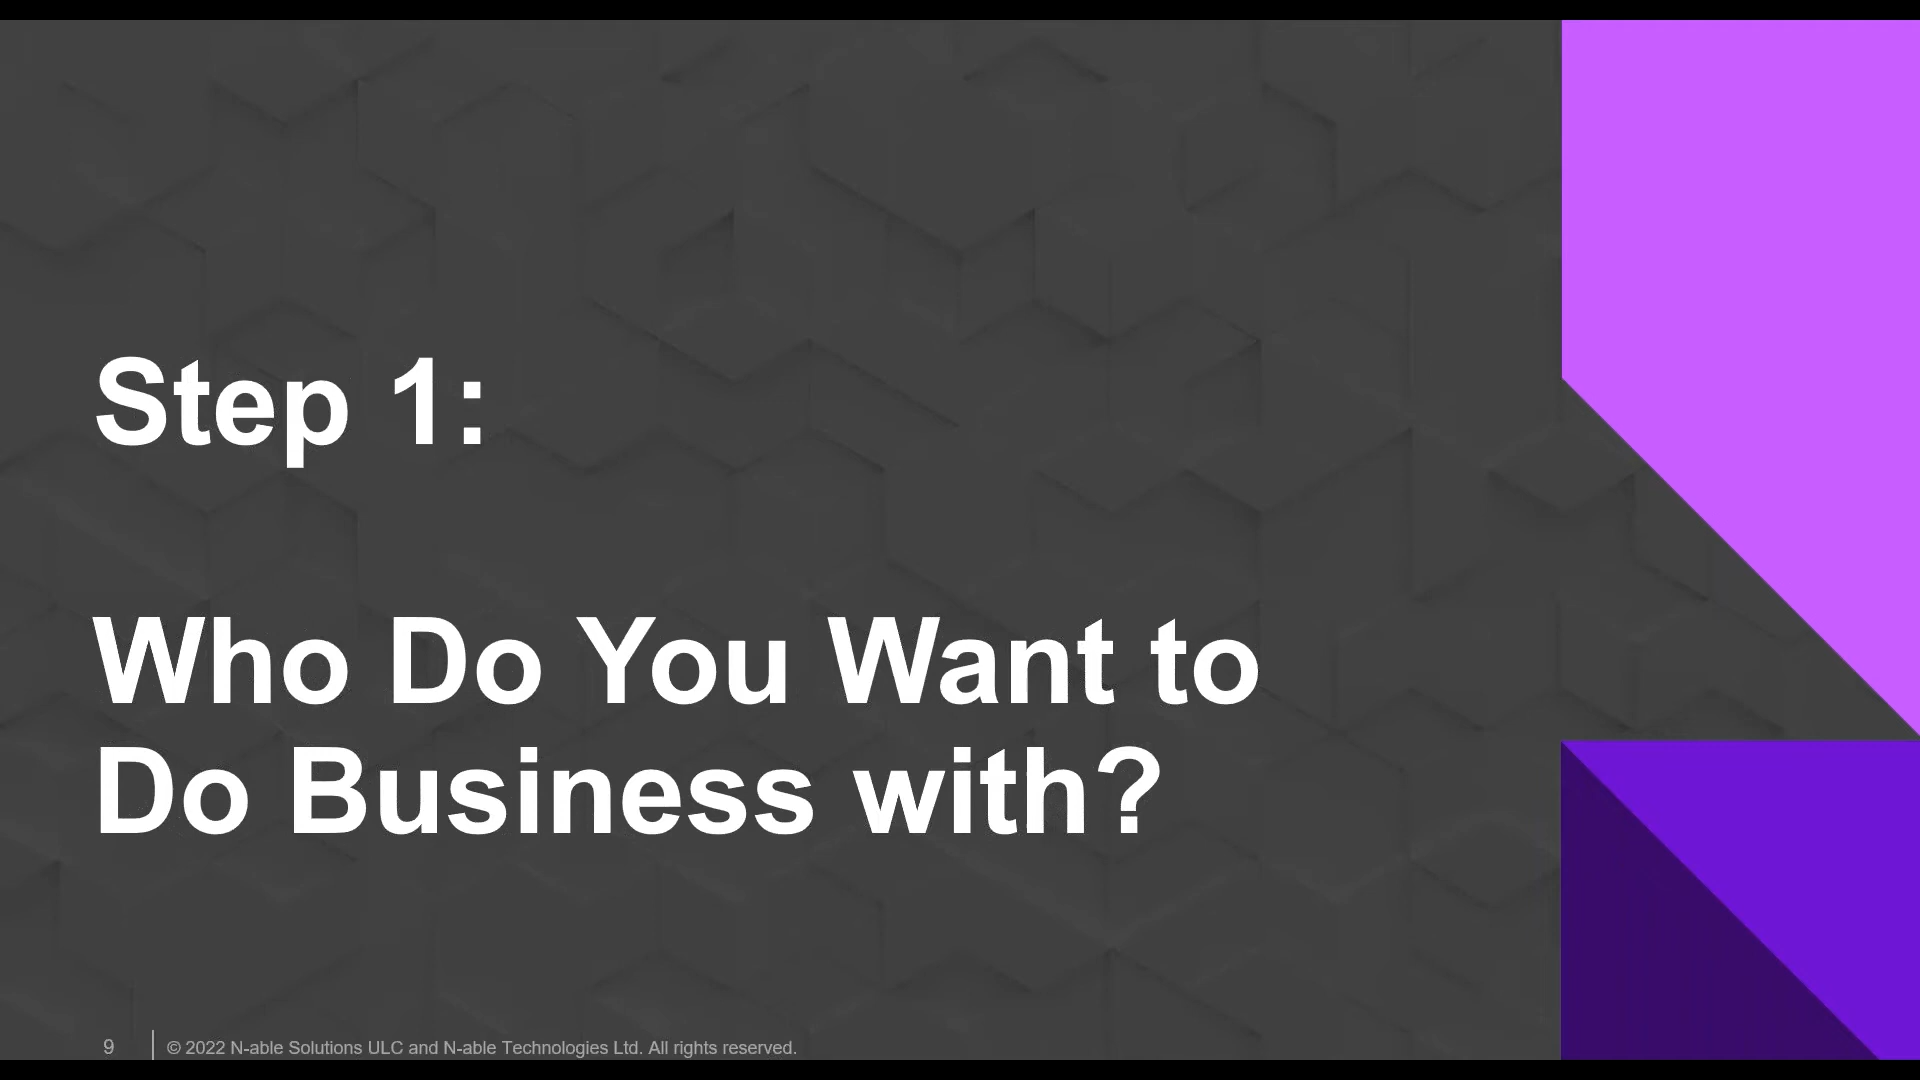 Step 1:
Who Do You Want to
Do Business with?
9
© 2022 N-able Solutions ULC and N-able Technologies Ltd. All rights reserved.